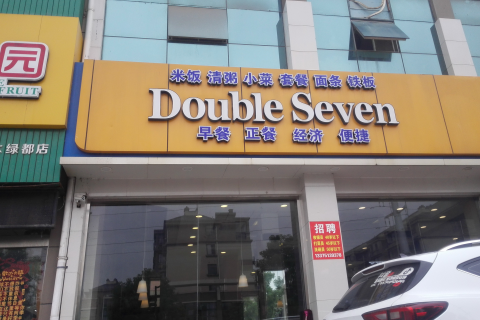 元
FRUIT
绿都店
米饭 清粥 小菜 套餐 面条 铁板
Double Seven
早餐 正餐 经济 便捷
招聘